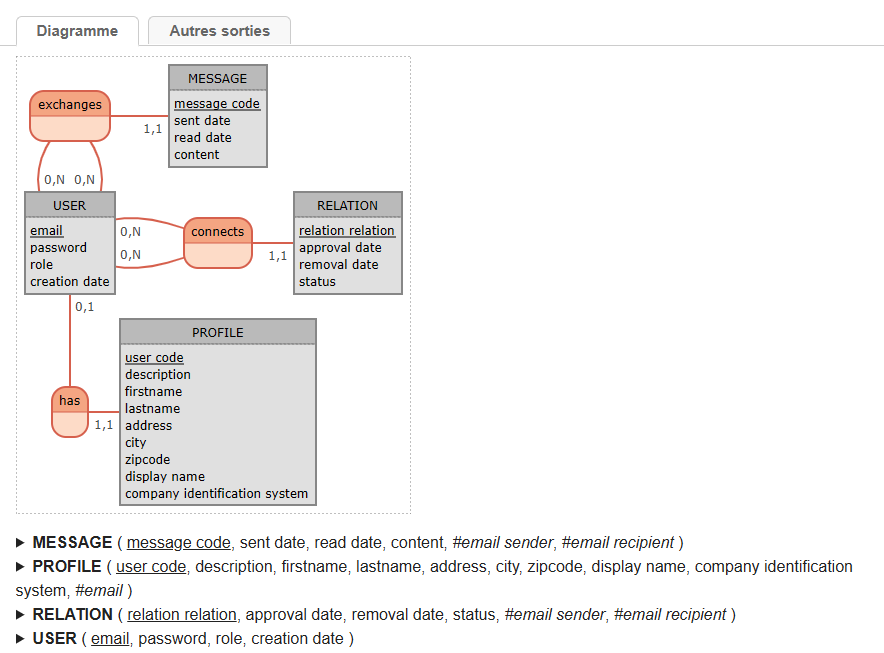 Diagramme
Autres sorties
MESSAGE
message code
sent date
read date
content
exchanges
1,1
0,N 0,N
USER
email
password
role
creation date
0,N
0,N
connects
1,1
RELATION
relation relation
approval date
removal date
status
0,1
has
1,1
PROFILE
user code
description
firstname
lastname
address
city
zipcode
display name
company identification system
▶ MESSAGE ( message code, sent date, read date, content, #email sender, #email recipient )
▶ PROFILE ( user code, description, firstname, lastname, address, city, zipcode, display name, company identification
system, #email )
▶ RELATION ( relation relation, approval date, removal date, status, #email sender, #email recipient )
▶ USER ( email, password, role, creation date )